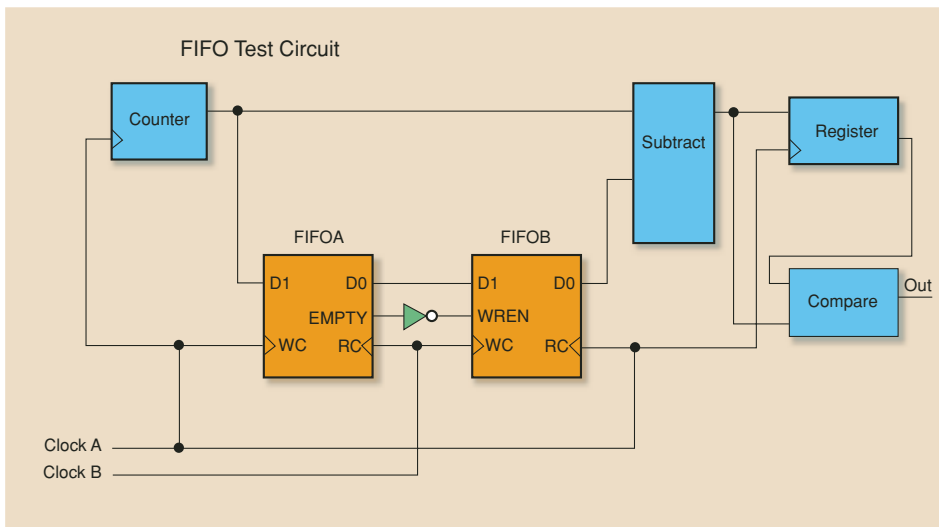 FIFO Test Circuit
Counter
Subtract
Register
FIFOA
FIFOB
D1
D0
D1
D0
EMPTY
WREN
WC
RC
WC
RC
Compare
Out
Clock A
Clock B